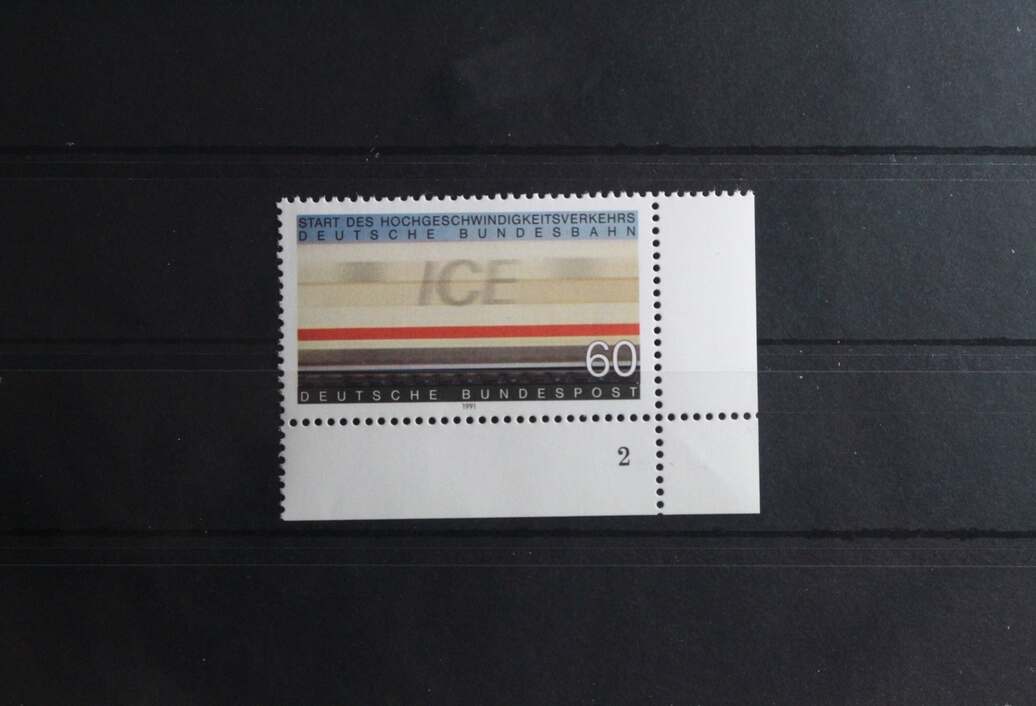 START DES HOCHGESCHWINDIGKEITSVERKEHRS
DEUTSCHE BUNDESBAHN
ICE
60
DEUTSCHE BUNDESPOST
1991
2